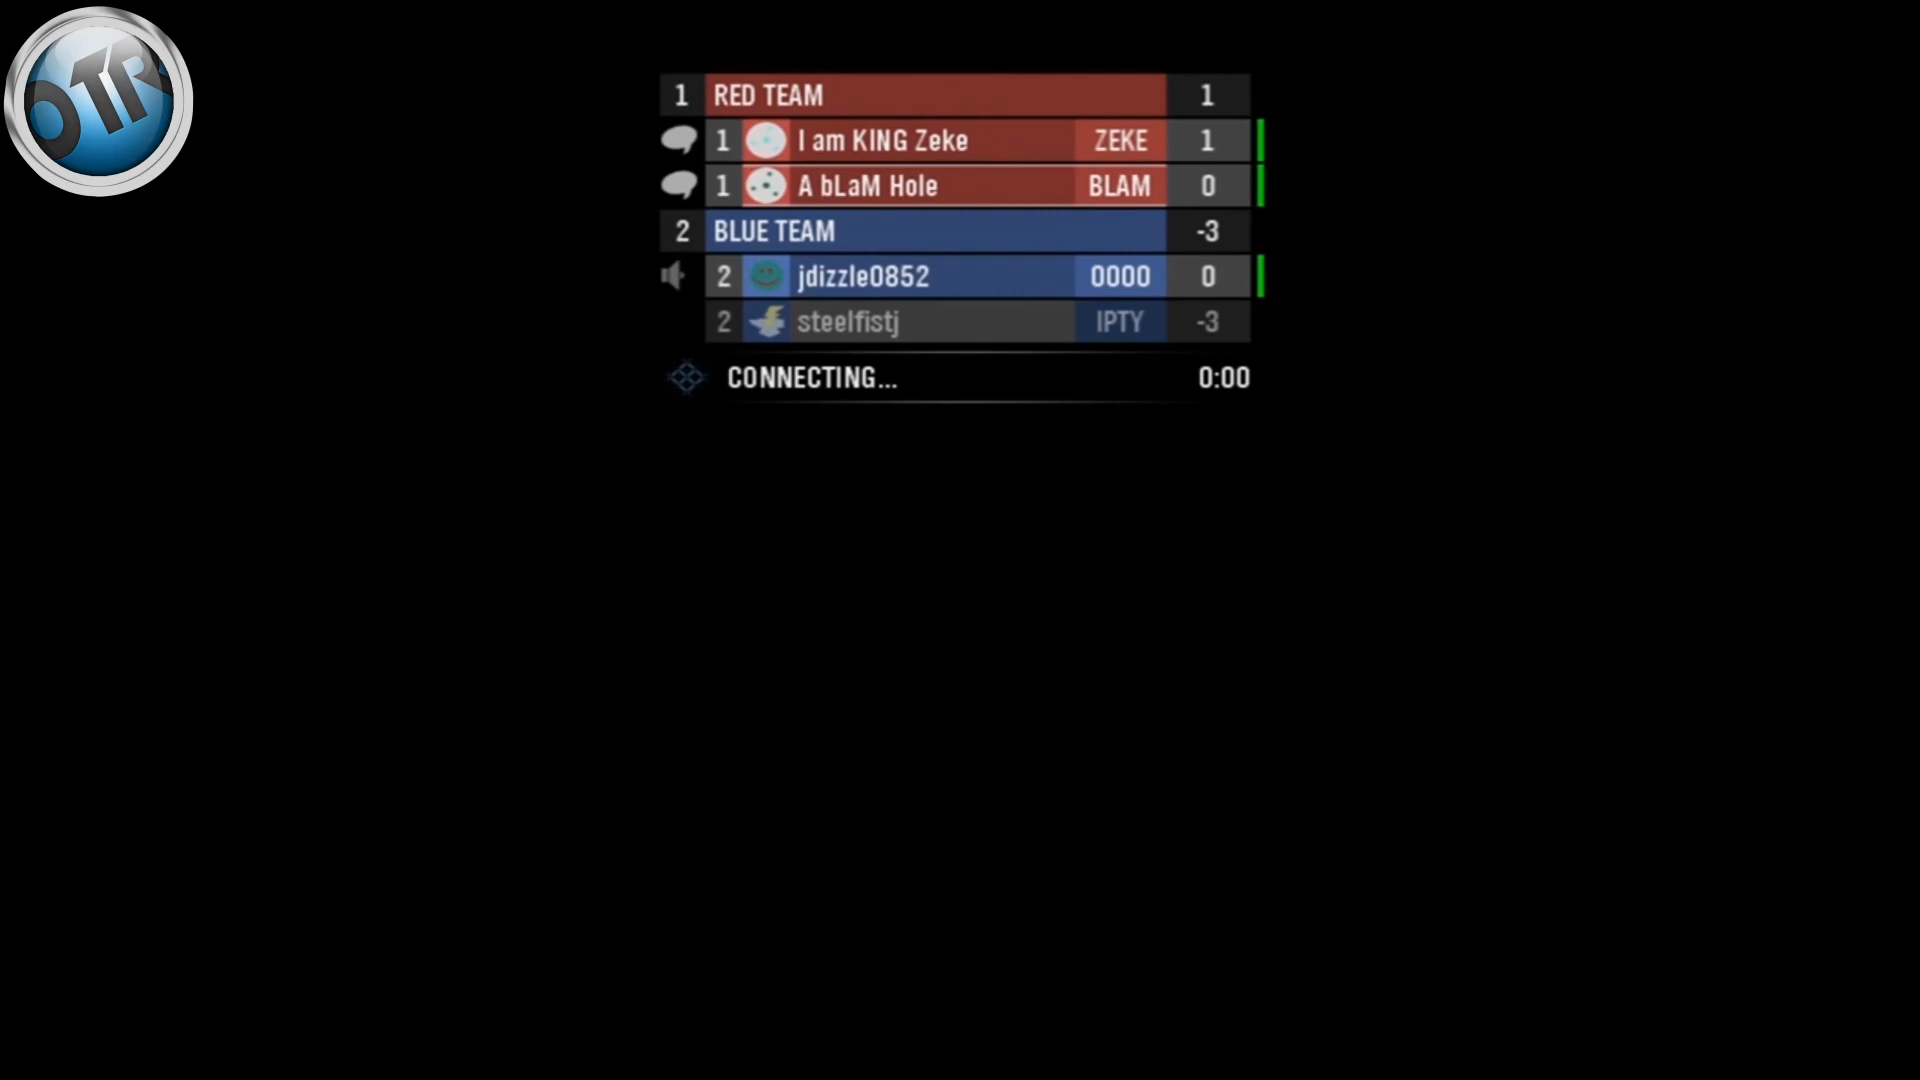 OTR
1 RED TEAM 1
1 I am KING Zeke ZEKE 1
1 A bLaM Hole BLAM 0
2 BLUE TEAM -3
2 jdizzle0852 0000 0
2 steelfistj IPTY -3
CONNECTING... 0:00